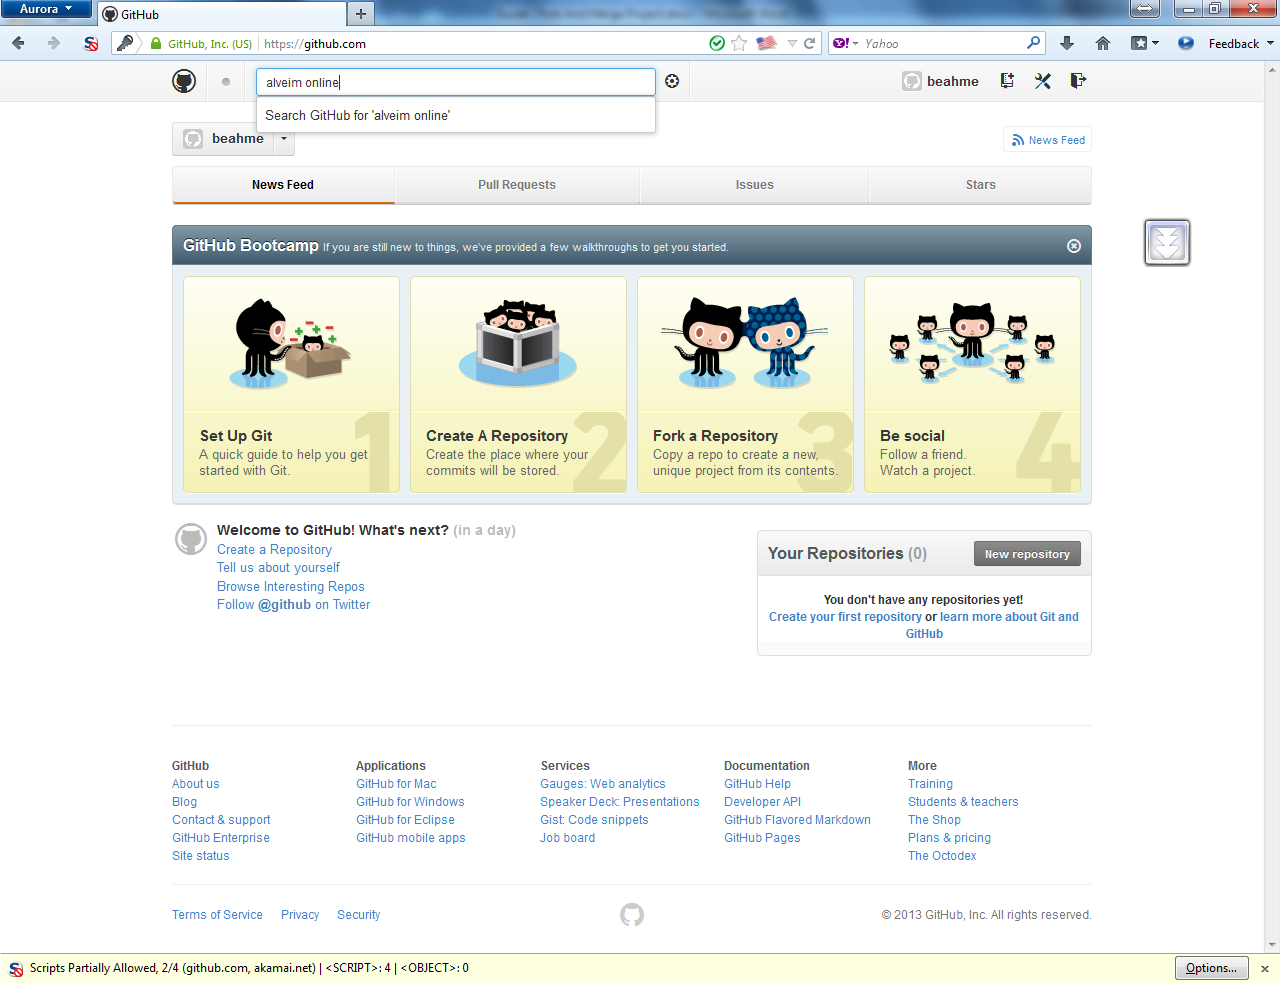 Aurora
GitHub
GitHub, Inc. (US)
https://github.com
Yahoo
Feedback
alveim online
beahme
Search GitHub for 'alveim online'
beahme
News Feed
News Feed
Pull Requests
Issues
Stars
GitHub Bootcamp If you are still new to things, we've provided a few walkthroughs to get you started.
1
Set Up Git
A quick guide to help you get
started with Git.
2
Create A Repository
Create the place where your
commits will be stored.
3
Fork a Repository
Copy a repo to create a new,
unique project from its contents.
4
Be social
Follow a friend.
Watch a project.
Welcome to GitHub! What's next? (in a day)
Create a Repository
Tell us about yourself
Browse Interesting Repos
Follow @github on Twitter
Your Repositories (0)
New repository
You don't have any repositories yet!
Create your first repository or learn more about Git and
GitHub
GitHub
About us
Blog
Contact & support
GitHub Enterprise
Site status
Applications
GitHub for Mac
GitHub for Windows
GitHub for Eclipse
GitHub mobile apps
Services
Gauges: Web analytics
Speaker Deck: Presentations
Gist: Code snippets
Job board
Documentation
GitHub Help
Developer API
GitHub Flavored Markdown
GitHub Pages
More
Training
Students & teachers
The Shop
Plans & pricing
The Octodex
Terms of Service
Privacy
Security
© 2013 GitHub, Inc. All rights reserved.
Scripts Partially Allowed, 2/4 (github.com, akamai.net) | <SCRIPT>: 4 | <OBJECT>: 0
Options...